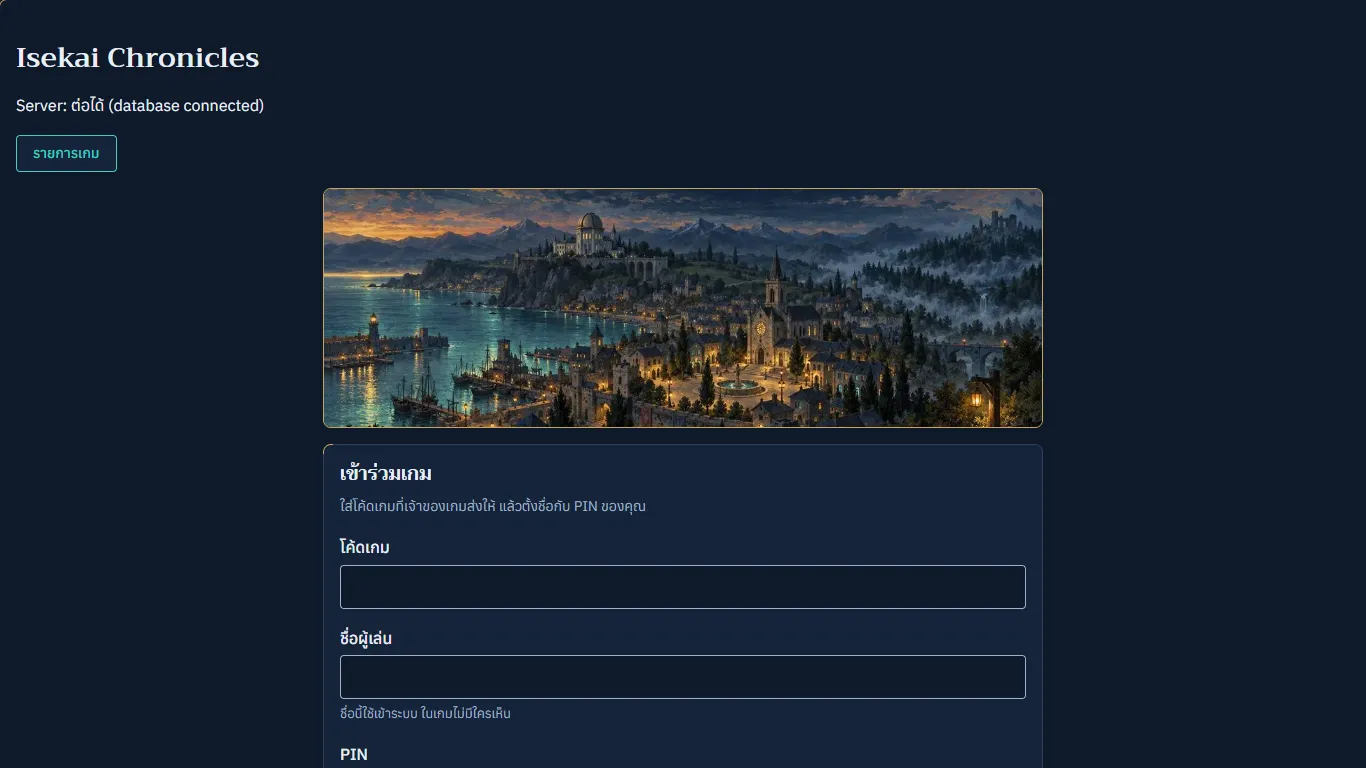 Isekai Chronicles
Server: ต่อได้ (database connected)
รายการเกม
เข้าร่วมเกม
ใส่โค้ดเกมที่เจ้าของเกมส่งให้ แล้วตั้งชื่อกับ PIN ของคุณ
โค้ดเกม
ชื่อผู้เล่น
ชื่อนี้ใช้เข้าระบบ ในเกมไม่มีใครเห็น
PIN